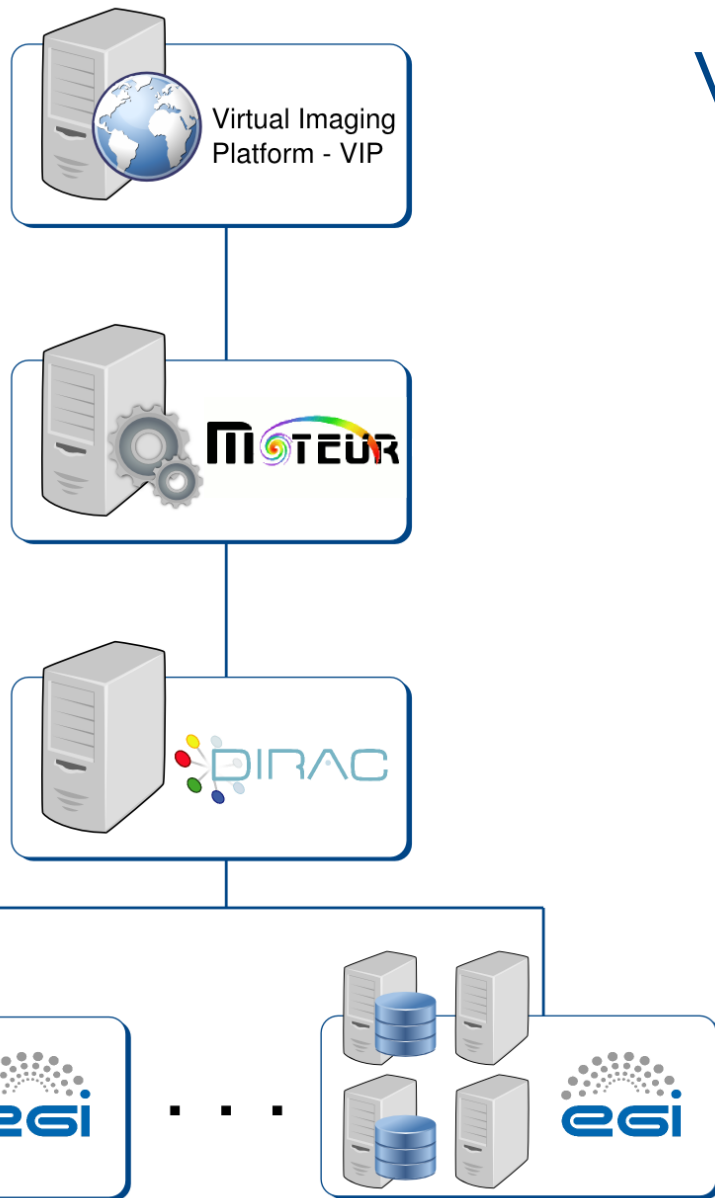 Virtual Imaging
Platform - VIP
MOTEUR
DIRAC
egi
. . .
egi